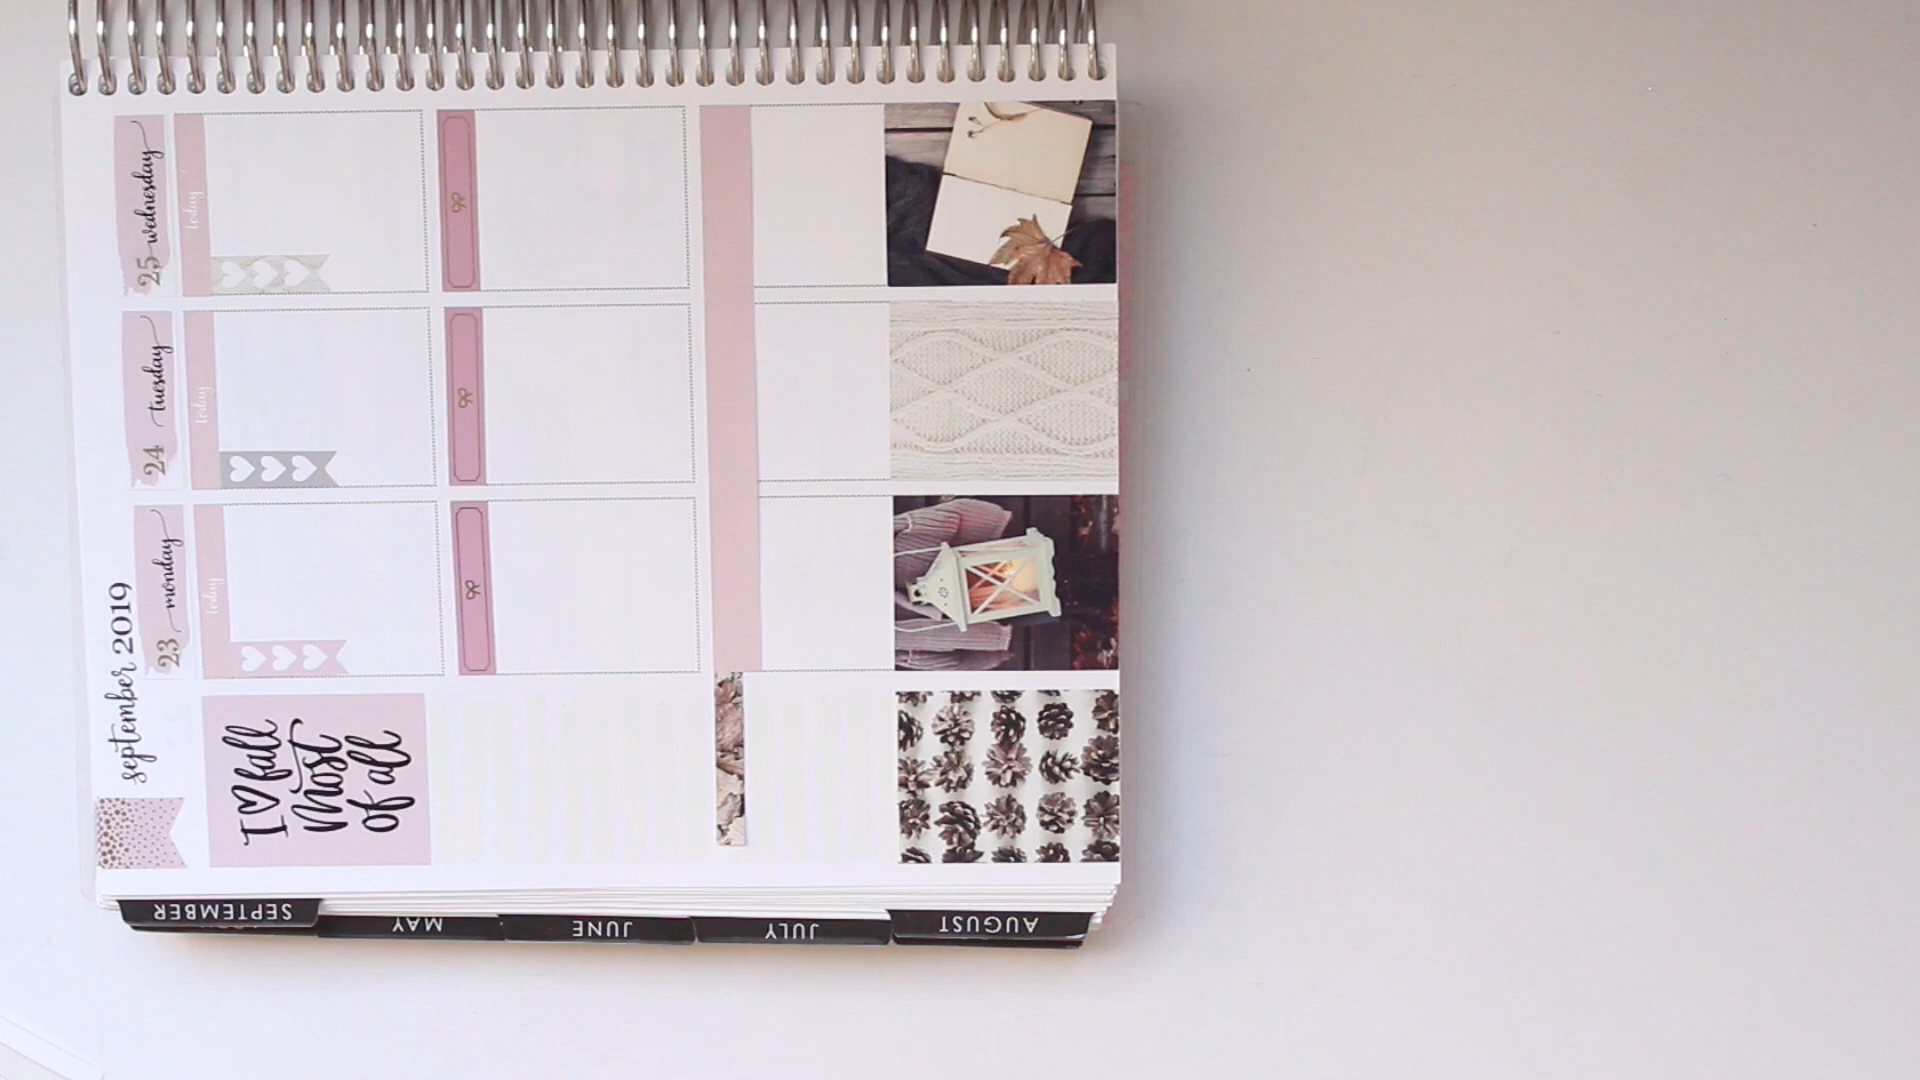 september 2019
23 monday
24 tuesday
25 wednesday
today
today
today
I ♡ fall
Most
of all
SEPTEMBER
MAY
JUNE
JULY
AUGUST